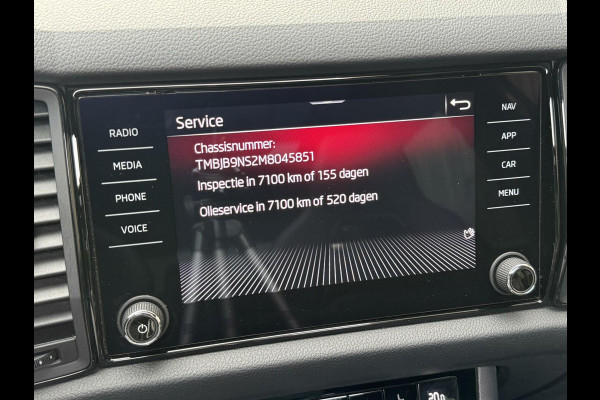 RADIO
MEDIA
PHONE
VOICE
Service
Chassisnummer:
TMBJB9NS2M8045851
Inspectie in 7100 km of 155 dagen
Olieservice in 7100 km of 520 dagen
NAV
APP
CAR
MENU